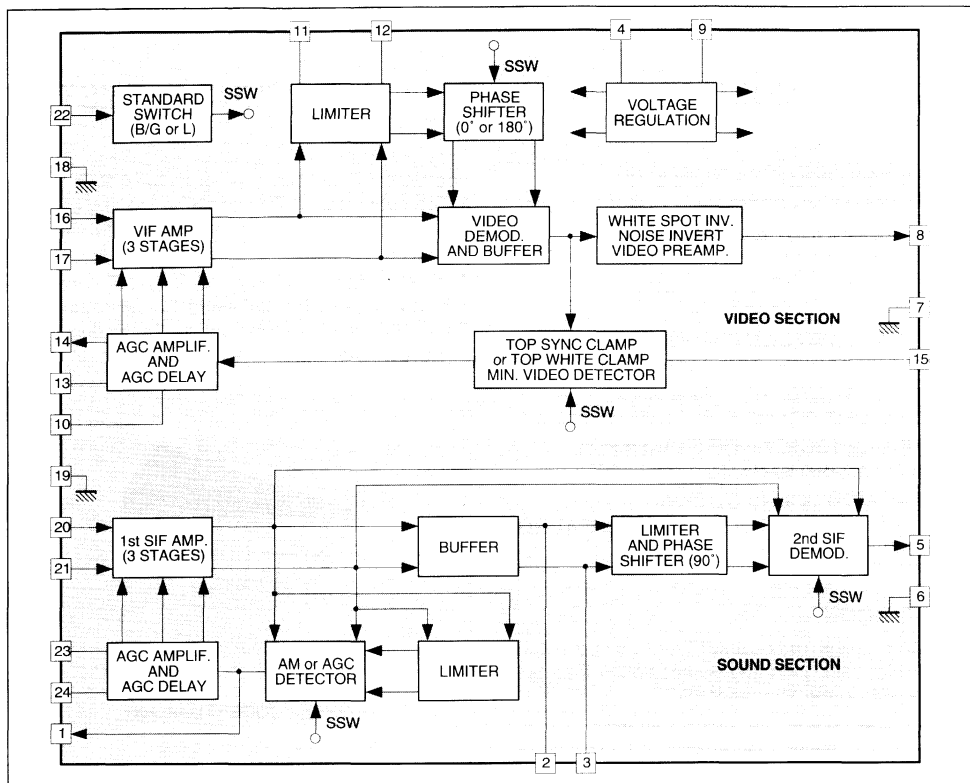 11
12
4
9
SSW
22
STANDARD
SWITCH
(B/G or L)
SSW
LIMITER
PHASE
SHIFTER
(0° or 180°)
VOLTAGE
REGULATION
18
16
17
VIF AMP
(3 STAGES)
VIDEO
DEMOD.
AND BUFFER
WHITE SPOT INV.
NOISE INVERT
VIDEO PREAMP.
8
7
VIDEO SECTION
14
13
10
AGC AMPLIF.
AND
AGC DELAY
TOP SYNC CLAMP
or TOP WHITE CLAMP
MIN. VIDEO DETECTOR
15
SSW
19
20
21
1st SIF AMP.
(3 STAGES)
BUFFER
LIMITER
AND PHASE
SHIFTER (90°)
2nd SIF
DEMOD.
5
SSW
6
23
24
AGC AMPLIF.
AND
AGC DELAY
AM or AGC
DETECTOR
LIMITER
SOUND SECTION
SSW
1
2
3